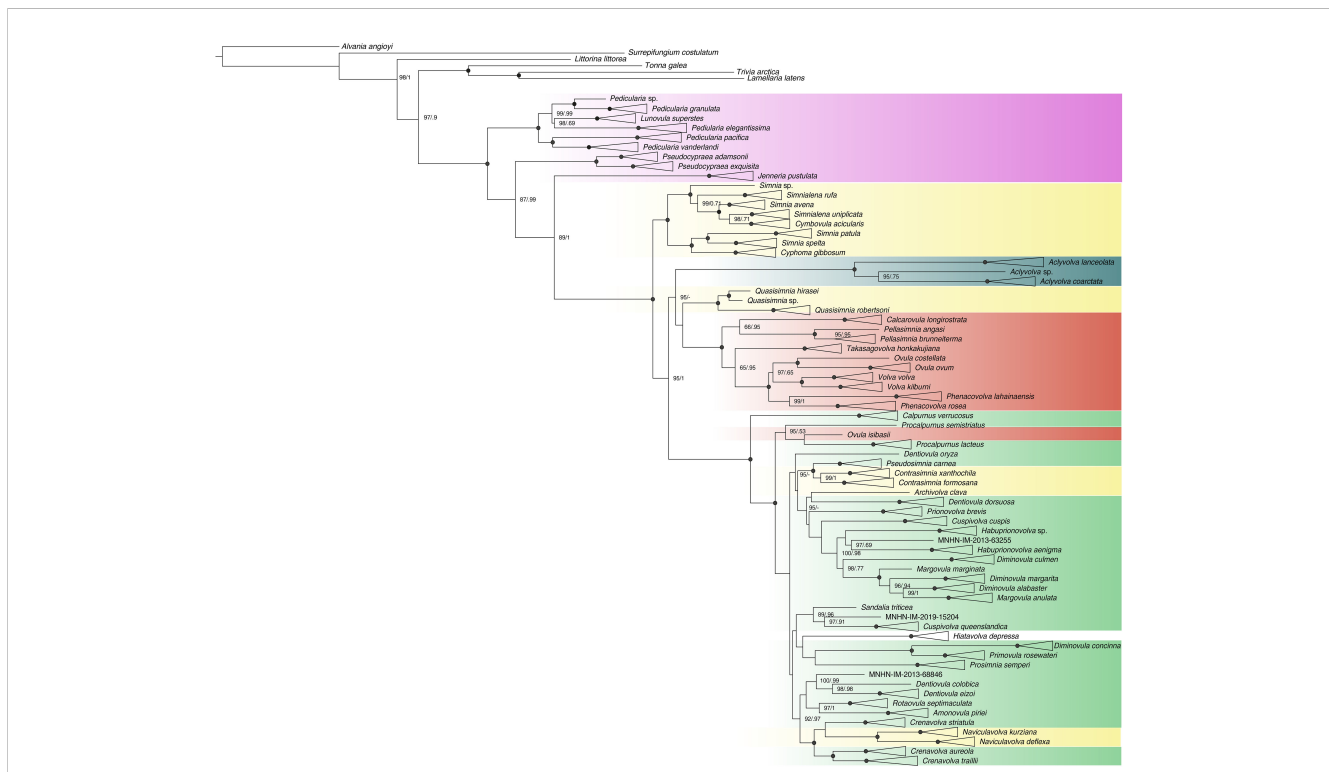 Alvania angioyi
Surrepifungium costulatum
Littorina littorea
98/1
Tonna galea
Trivia arctica
Lamellaria latens
97/.9
Pedicularia sp.
Pedicularia granulata
99/.99
Lunovula superstes
98/.69
Pediularia elegantissima
Pedicularia pacifica
Pedicularia vanderlandi
Pseudocypraea adamsonii
Pseudocypraea exquisita
Jenneria pustulata
87/.99
Simnia sp.
Simnialena rufa
99/0.71
Simnia avena
Simnialena uniplicata
98/.71
Cymbovula acicularis
Simnia patula
89/1
Simnia spelta
Cyphoma gibbosum
Aclyvolva lanceolata
Aclyvolva sp.
95/.75
Aclyvolva coarctata
Quasisimnia hirasei
95/-
Quasisimnia sp.
Quasisimnia robertsoni
Calcarovula longirostrata
66/.95
Pellasimnia angasi
95/.95
Pellasimnia brunneiterma
Takasagovolva honkakujiana
Ovula costellata
65/.95
Ovula ovum
97/.65
Volva volva
95/1
Volva kilburni
Phenacovolva lahainaensis
99/1
Phenacovolva rosea
Calpurnus verrucosus
Procalpurnus semistriatus
95/.53
Ovula isibasii
Procalpurnus lacteus
Dentiovula oryza
Pseudosimnia carnea
95/-
Contrasimnia xanthochila
99/1
Contrasimnia formosana
Archivolva clava
Dentiovula dorsuosa
95/-
Prionovolva brevis
Cuspivolva cuspis
Habuprionovolva sp.
MNHN-IM-2013-63255
97/.69
Habuprionovolva aenigma
100/.98
Diminovula culmen
98/.77
Margovula marginata
Diminovula margarita
96/.94
Diminovula alabaster
99/1
Margovula anulata
Sandalia triticea
89/.96
MNHN-IM-2019-15204
97/.91
Cuspivolva queenslandica
Hiatavolva depressa
Diminovula concinna
Primovula rosewateri
Prosimnia semperi
MNHN-IM-2013-68846
100/.99
Dentiovula colobica
98/.98
Dentiovula eizoi
Rotaovula septimaculata
97/1
Amonovula piriei
92/.97
Crenavolva striatula
Naviculavolva kurziana
Naviculavolva deflexa
Crenavolva aureola
Crenavolva traillii